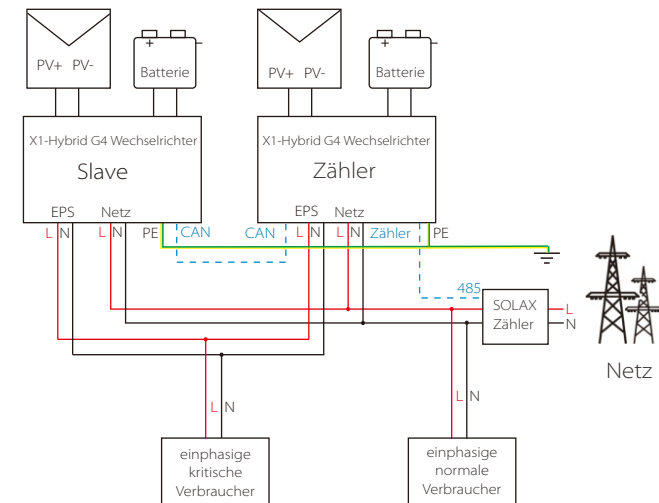 PV+ PV-
+ -
Batterie
PV+ PV-
+ -
Batterie
X1-Hybrid G4 Wechselrichter
Slave
X1-Hybrid G4 Wechselrichter
Zähler
EPS Netz
EPS Netz
L N L N PE CAN
CAN L N L N Zähler PE
485
SOLAX
Zähler
L
N
Netz
L N
L N
einphasige
kritische
Verbraucher
einphasige
normale
Verbraucher